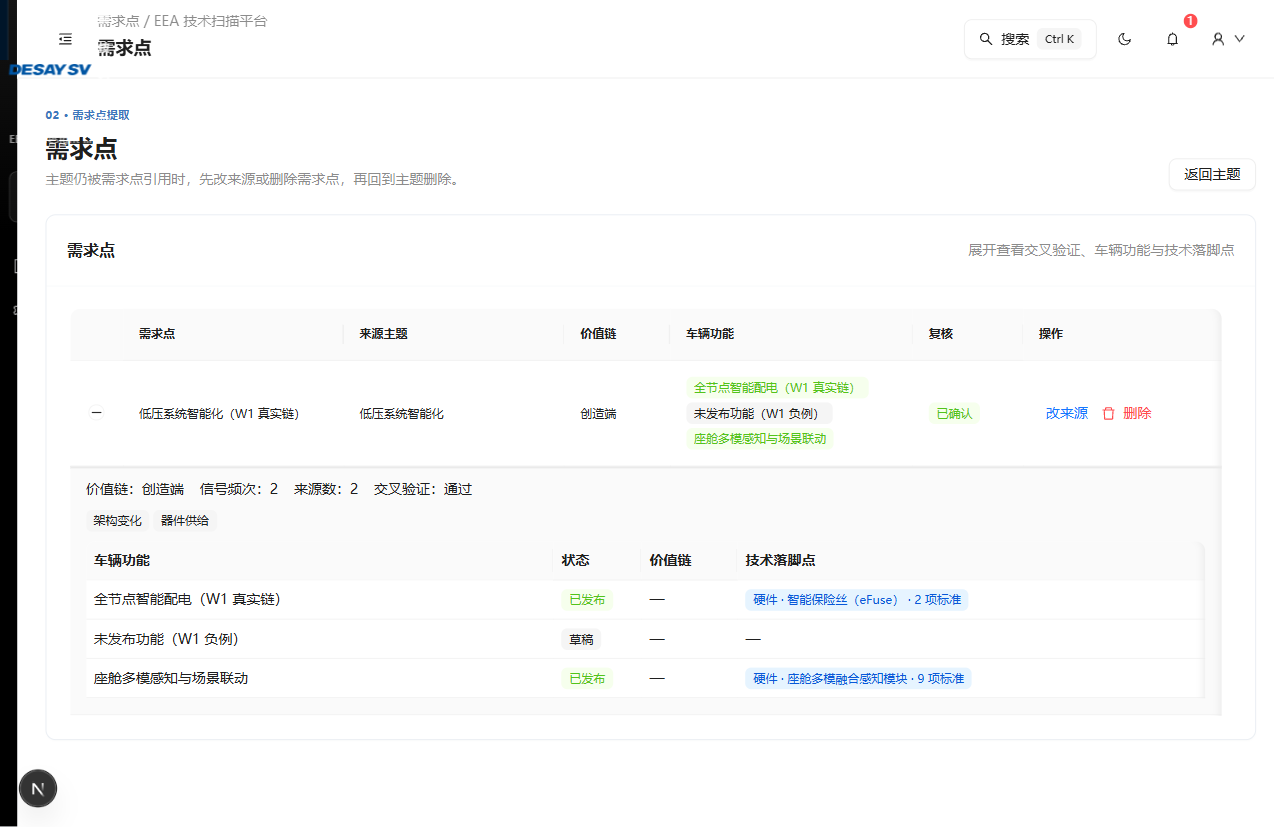 需求点 / EEA 技术扫描平台
需求点
搜索 Ctrl K
1
DESAY SV
02 • 需求点提取
需求点
主题仍被需求点引用时，先改来源或删除需求点，再回到主题删除。
返回主题
需求点
展开查看交叉验证、车辆功能与技术落脚点
需求点 来源主题 价值链 车辆功能 复核 操作
低压系统智能化（W1 真实链） 低压系统智能化 创造端 全节点智能配电（W1 真实链） 已确认 改来源 删除
未发布功能（W1 负例）
座舱多模感知与场景联动
价值链：创造端 信号频次：2 来源数：2 交叉验证：通过
架构变化 器件供给
车辆功能 状态 价值链 技术落脚点
全节点智能配电（W1 真实链） 已发布 — 硬件 · 智能保险丝（eFuse） · 2 项标准
未发布功能（W1 负例） 草稿 — —
座舱多模感知与场景联动 已发布 — 硬件 · 座舱多模融合感知模块 · 9 项标准
N